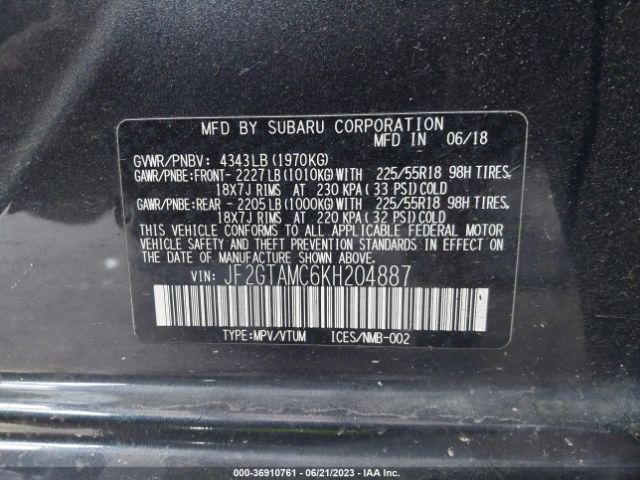 MFD BY SUBARU CORPORATION
MFD IN 06/18
GVWR/PNBV: 4343LB (1970KG)
GAWR/PNBE:FRONT- 2227LB (1010KG) WITH 225/55R18 98H TIRES,
18X7J RIMS AT 230 KPA (33 PSI) COLD
GAWR/PNBE:REAR - 2205LB (1000KG) WITH 225/55R18 98H TIRES,
18X7J RIMS AT 220 KPA (32 PSI) COLD
THIS VEHICLE CONFORMS TO ALL APPLICABLE FEDERAL MOTOR
VEHICLE SAFETY AND THEFT PREVENTION STANDARDS IN
EFFECT ON THE DATE OF MANUFACTURE SHOWN ABOVE.
VIN: JF2GTAMC6KH204887
TYPE:MPV/VTUM ICES/NMB-002
000-36910761 - 06/21/2023 - IAA Inc.